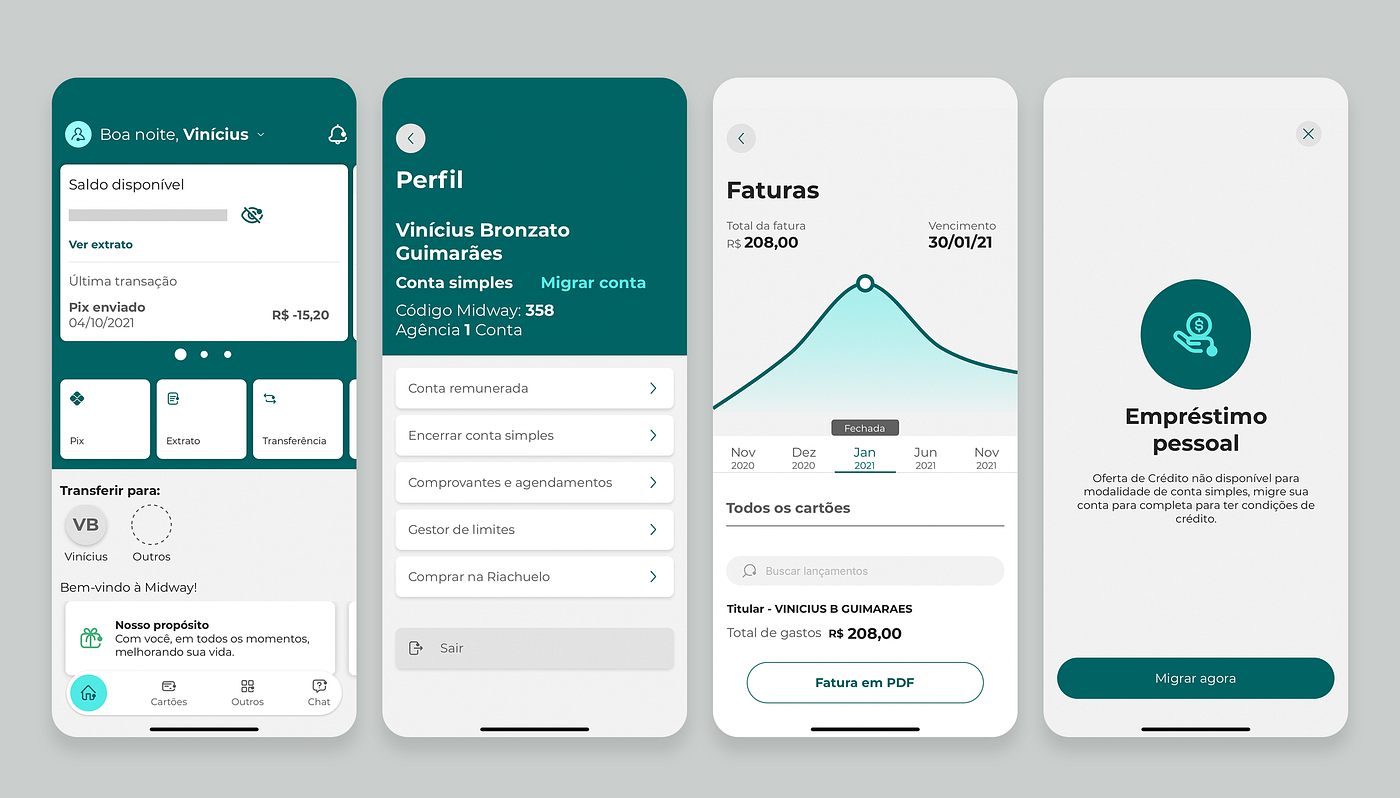 Boa noite, Vinícius
Saldo disponível
Ver extrato
Última transação
Pix enviado
04/10/2021
R$ -15,20
Pix
Extrato
Transferência
Transferir para:
VB
Vinícius
Outros
Bem-vindo à Midway!
Nosso propósito
Com você, em todos os momentos,
melhorando sua vida.
Cartões
Outros
Chat
Perfil
Vinícius Bronzato
Guimarães
Conta simples Migrar conta
Código Midway: 358
Agência 1 Conta
Conta remunerada
Encerrar conta simples
Comprovantes e agendamentos
Gestor de limites
Comprar na Riachuelo
Sair
Faturas
Total da fatura
R$ 208,00
Vencimento
30/01/21
Fechada
Nov
2020
Dez
2020
Jan
2021
Jun
2021
Nov
2021
Todos os cartões
Buscar lançamentos
Titular - VINICIUS B GUIMARAES
Total de gastos R$ 208,00
Fatura em PDF
$
Empréstimo
pessoal
Oferta de Crédito não disponível para
modalidade de conta simples, migre sua
conta para completa para ter condições de
crédito.
Migrar agora